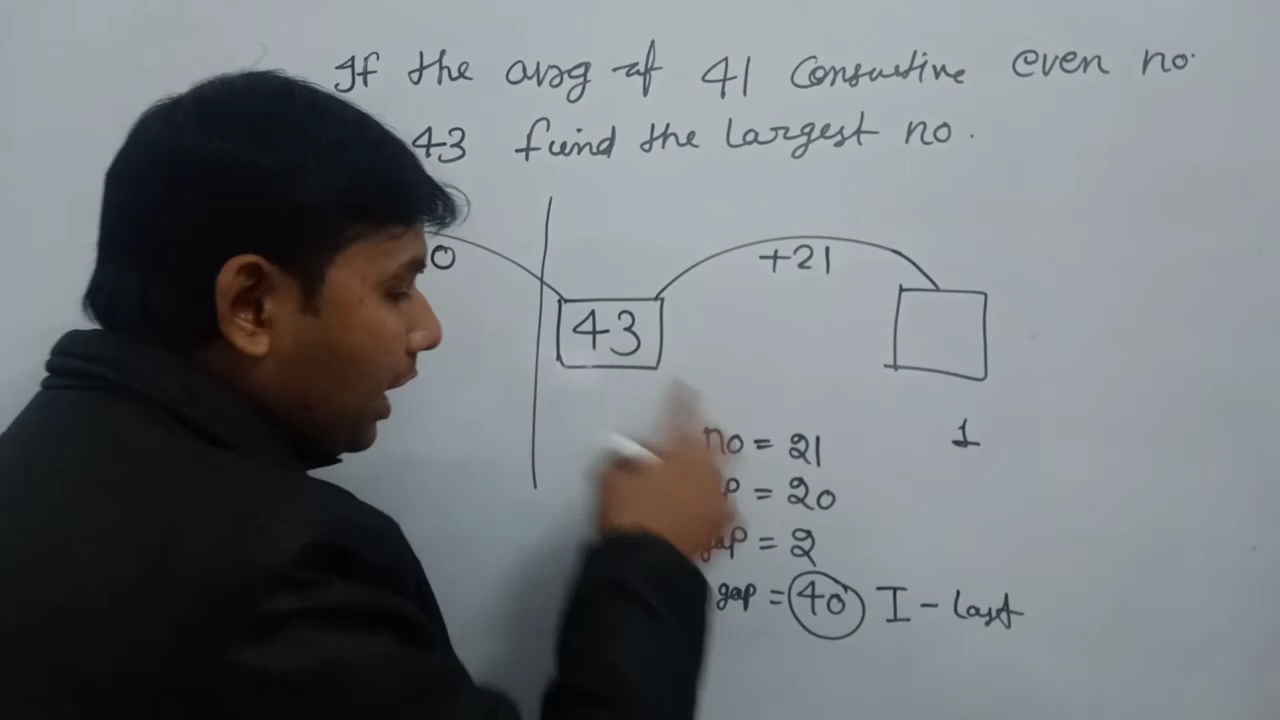 If the avg of 41 Consuctive even no.
43 find the largest no.
0
+21
43
no = 21
1
P = 20
gap = 2
gap = 40 I - last